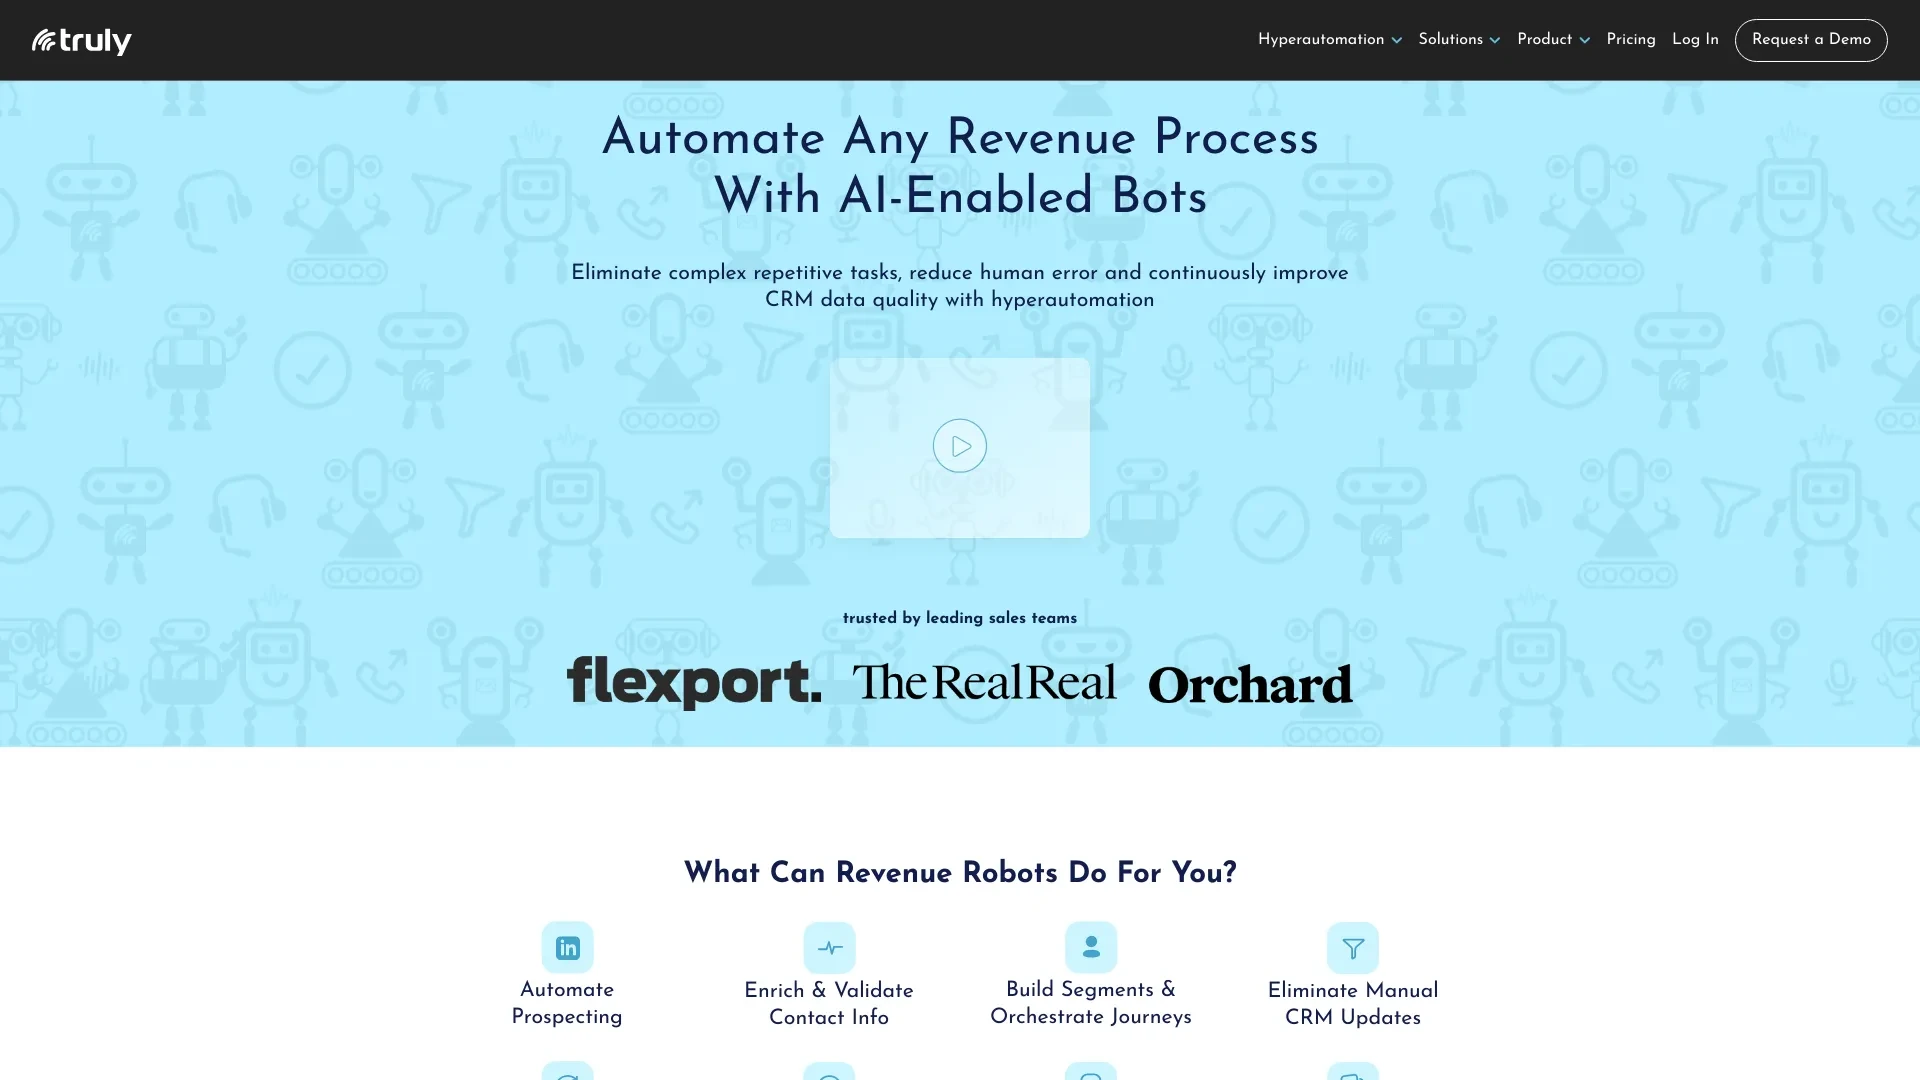 truly
Hyperautomation Solutions Product Pricing Log In Request a Demo
Automate Any Revenue Process
With AI-Enabled Bots
Eliminate complex repetitive tasks, reduce human error and continuously improve
CRM data quality with hyperautomation
trusted by leading sales teams
flexport. TheRealReal Orchard
What Can Revenue Robots Do For You?
in
Automate
Prospecting
Enrich & Validate
Contact Info
Build Segments &
Orchestrate Journeys
Eliminate Manual
CRM Updates